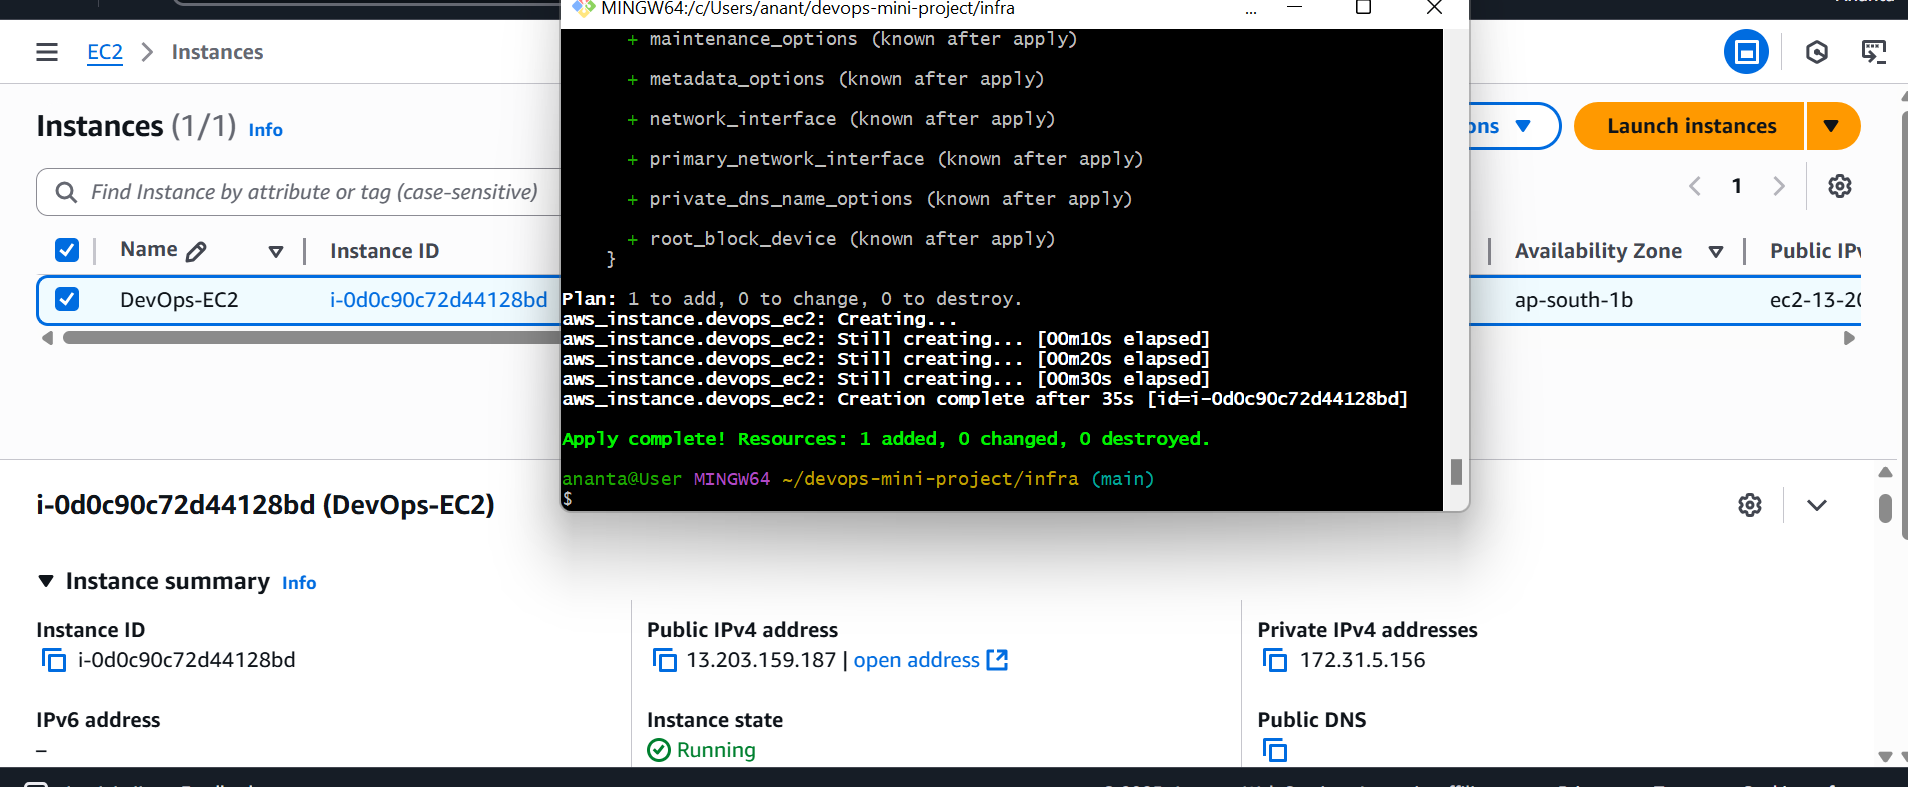 MINGW64:/c/Users/anant/devops-mini-project/infra
...
EC2 > Instances
Instances (1/1) Info
Launch instances
Find Instance by attribute or tag (case-sensitive)
1
Name
Instance ID
Availability Zone
Public
DevOps-EC2
i-0d0c90c72d44128bd
ap-south-1b
+ maintenance_options (known after apply)
+ metadata_options (known after apply)
+ network_interface (known after apply)
+ primary_network_interface (known after apply)
+ private_dns_name_options (known after apply)
+ root_block_device (known after apply)
}
Plan: 1 to add, 0 to change, 0 to destroy.
aws_instance.devops_ec2: Creating...
aws_instance.devops_ec2: Still creating... [00m10s elapsed]
aws_instance.devops_ec2: Still creating... [00m20s elapsed]
aws_instance.devops_ec2: Still creating... [00m30s elapsed]
aws_instance.devops_ec2: Creation complete after 35s [id=i-0d0c90c72d44128bd]
Apply complete! Resources: 1 added, 0 changed, 0 destroyed.
ananta@User MINGW64 ~/devops-mini-project/infra (main)
$
i-0d0c90c72d44128bd (DevOps-EC2)
Instance summary Info
Instance ID
i-0d0c90c72d44128bd
Public IPv4 address
13.203.159.187 | open address
Private IPv4 addresses
172.31.5.156
IPv6 address
–
Instance state
Running
Public DNS